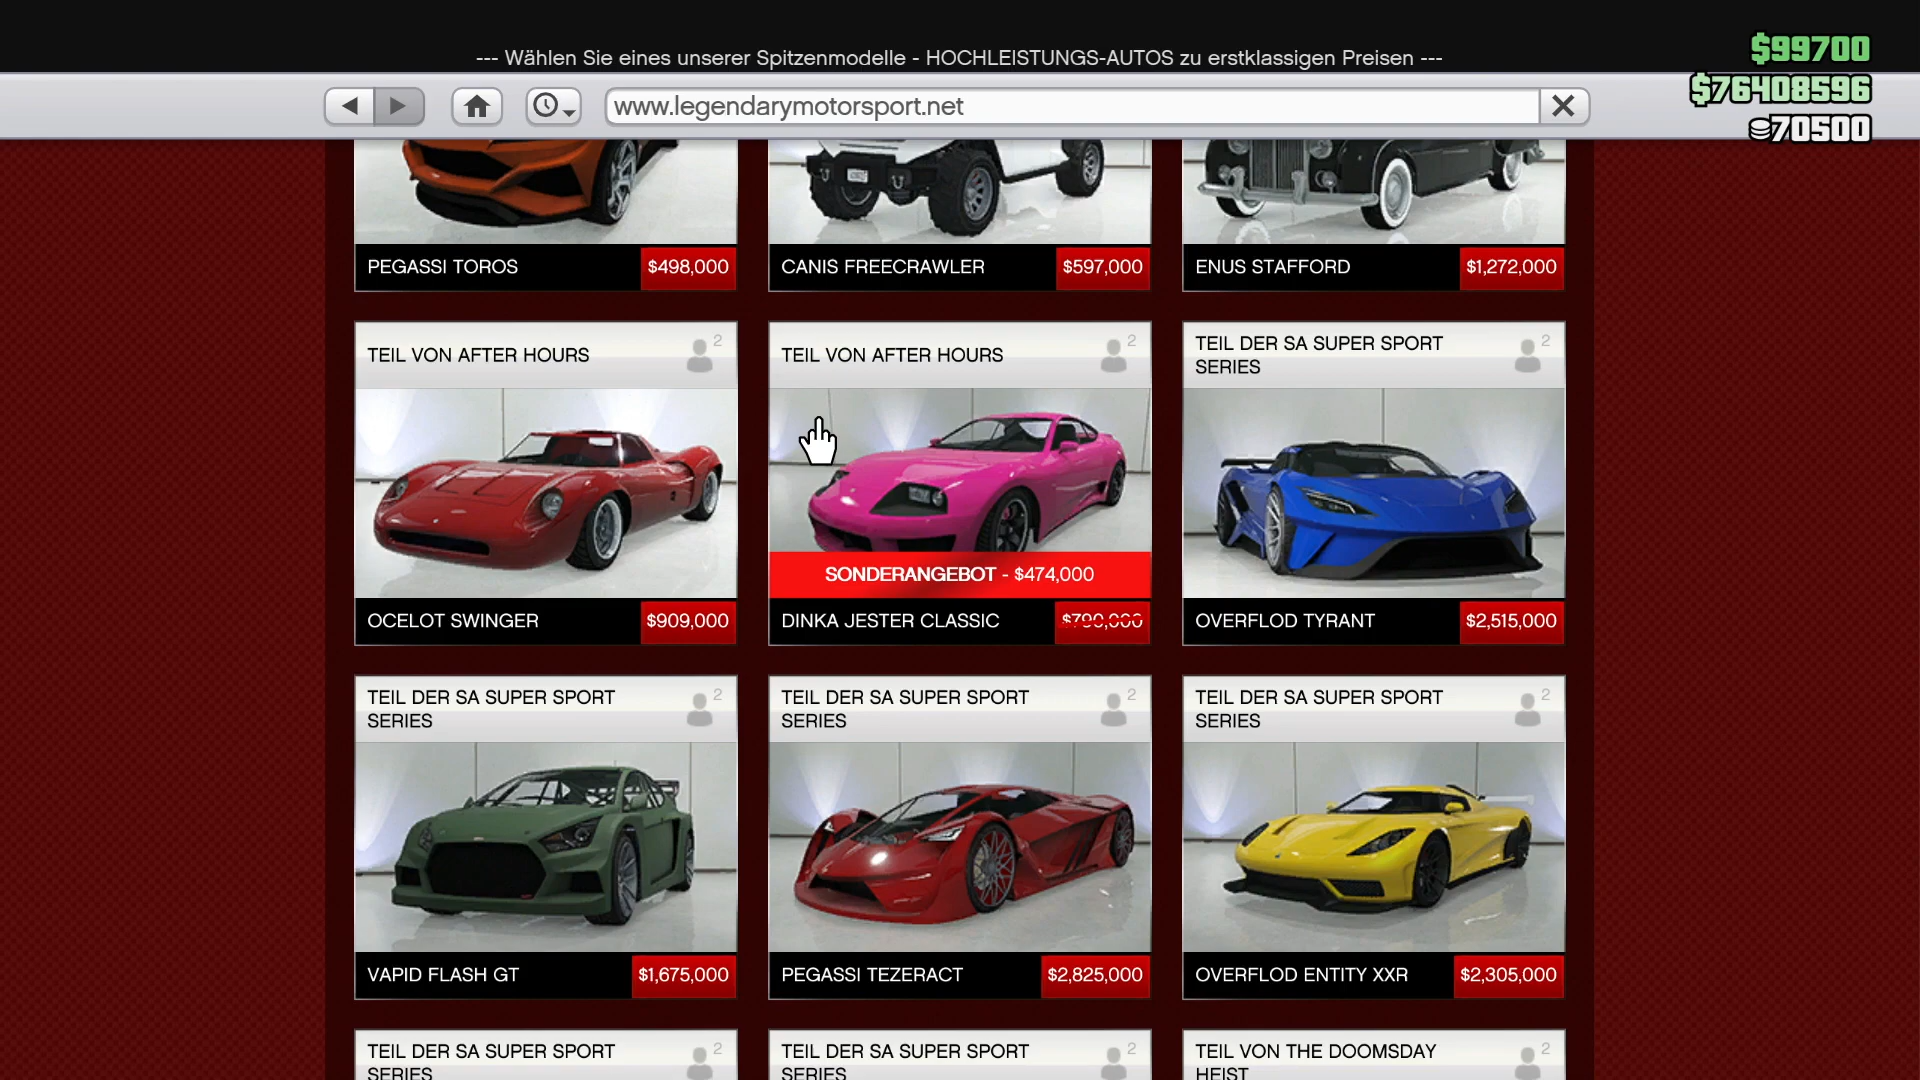 --- Wählen Sie eines unserer Spitzenmodelle - HOCHLEISTUNGS-AUTOS zu erstklassigen Preisen ---
$99700
$76408596
70500
www.legendarymotorsport.net
PEGASSI TOROS $498,000
CANIS FREECRAWLER $597,000
ENUS STAFFORD $1,272,000
TEIL VON AFTER HOURS 2
OCELOT SWINGER $909,000
TEIL VON AFTER HOURS 2
SONDERANGEBOT - $474,000
DINKA JESTER CLASSIC $790,000
TEIL DER SA SUPER SPORT 2
SERIES
OVERFLOD TYRANT $2,515,000
TEIL DER SA SUPER SPORT 2
SERIES
VAPID FLASH GT $1,675,000
TEIL DER SA SUPER SPORT 2
SERIES
PEGASSI TEZERACT $2,825,000
TEIL DER SA SUPER SPORT 2
SERIES
OVERFLOD ENTITY XXR $2,305,000
TEIL DER SA SUPER SPORT 2
SERIES
TEIL DER SA SUPER SPORT 2
SERIES
TEIL VON THE DOOMSDAY 2
HEIST